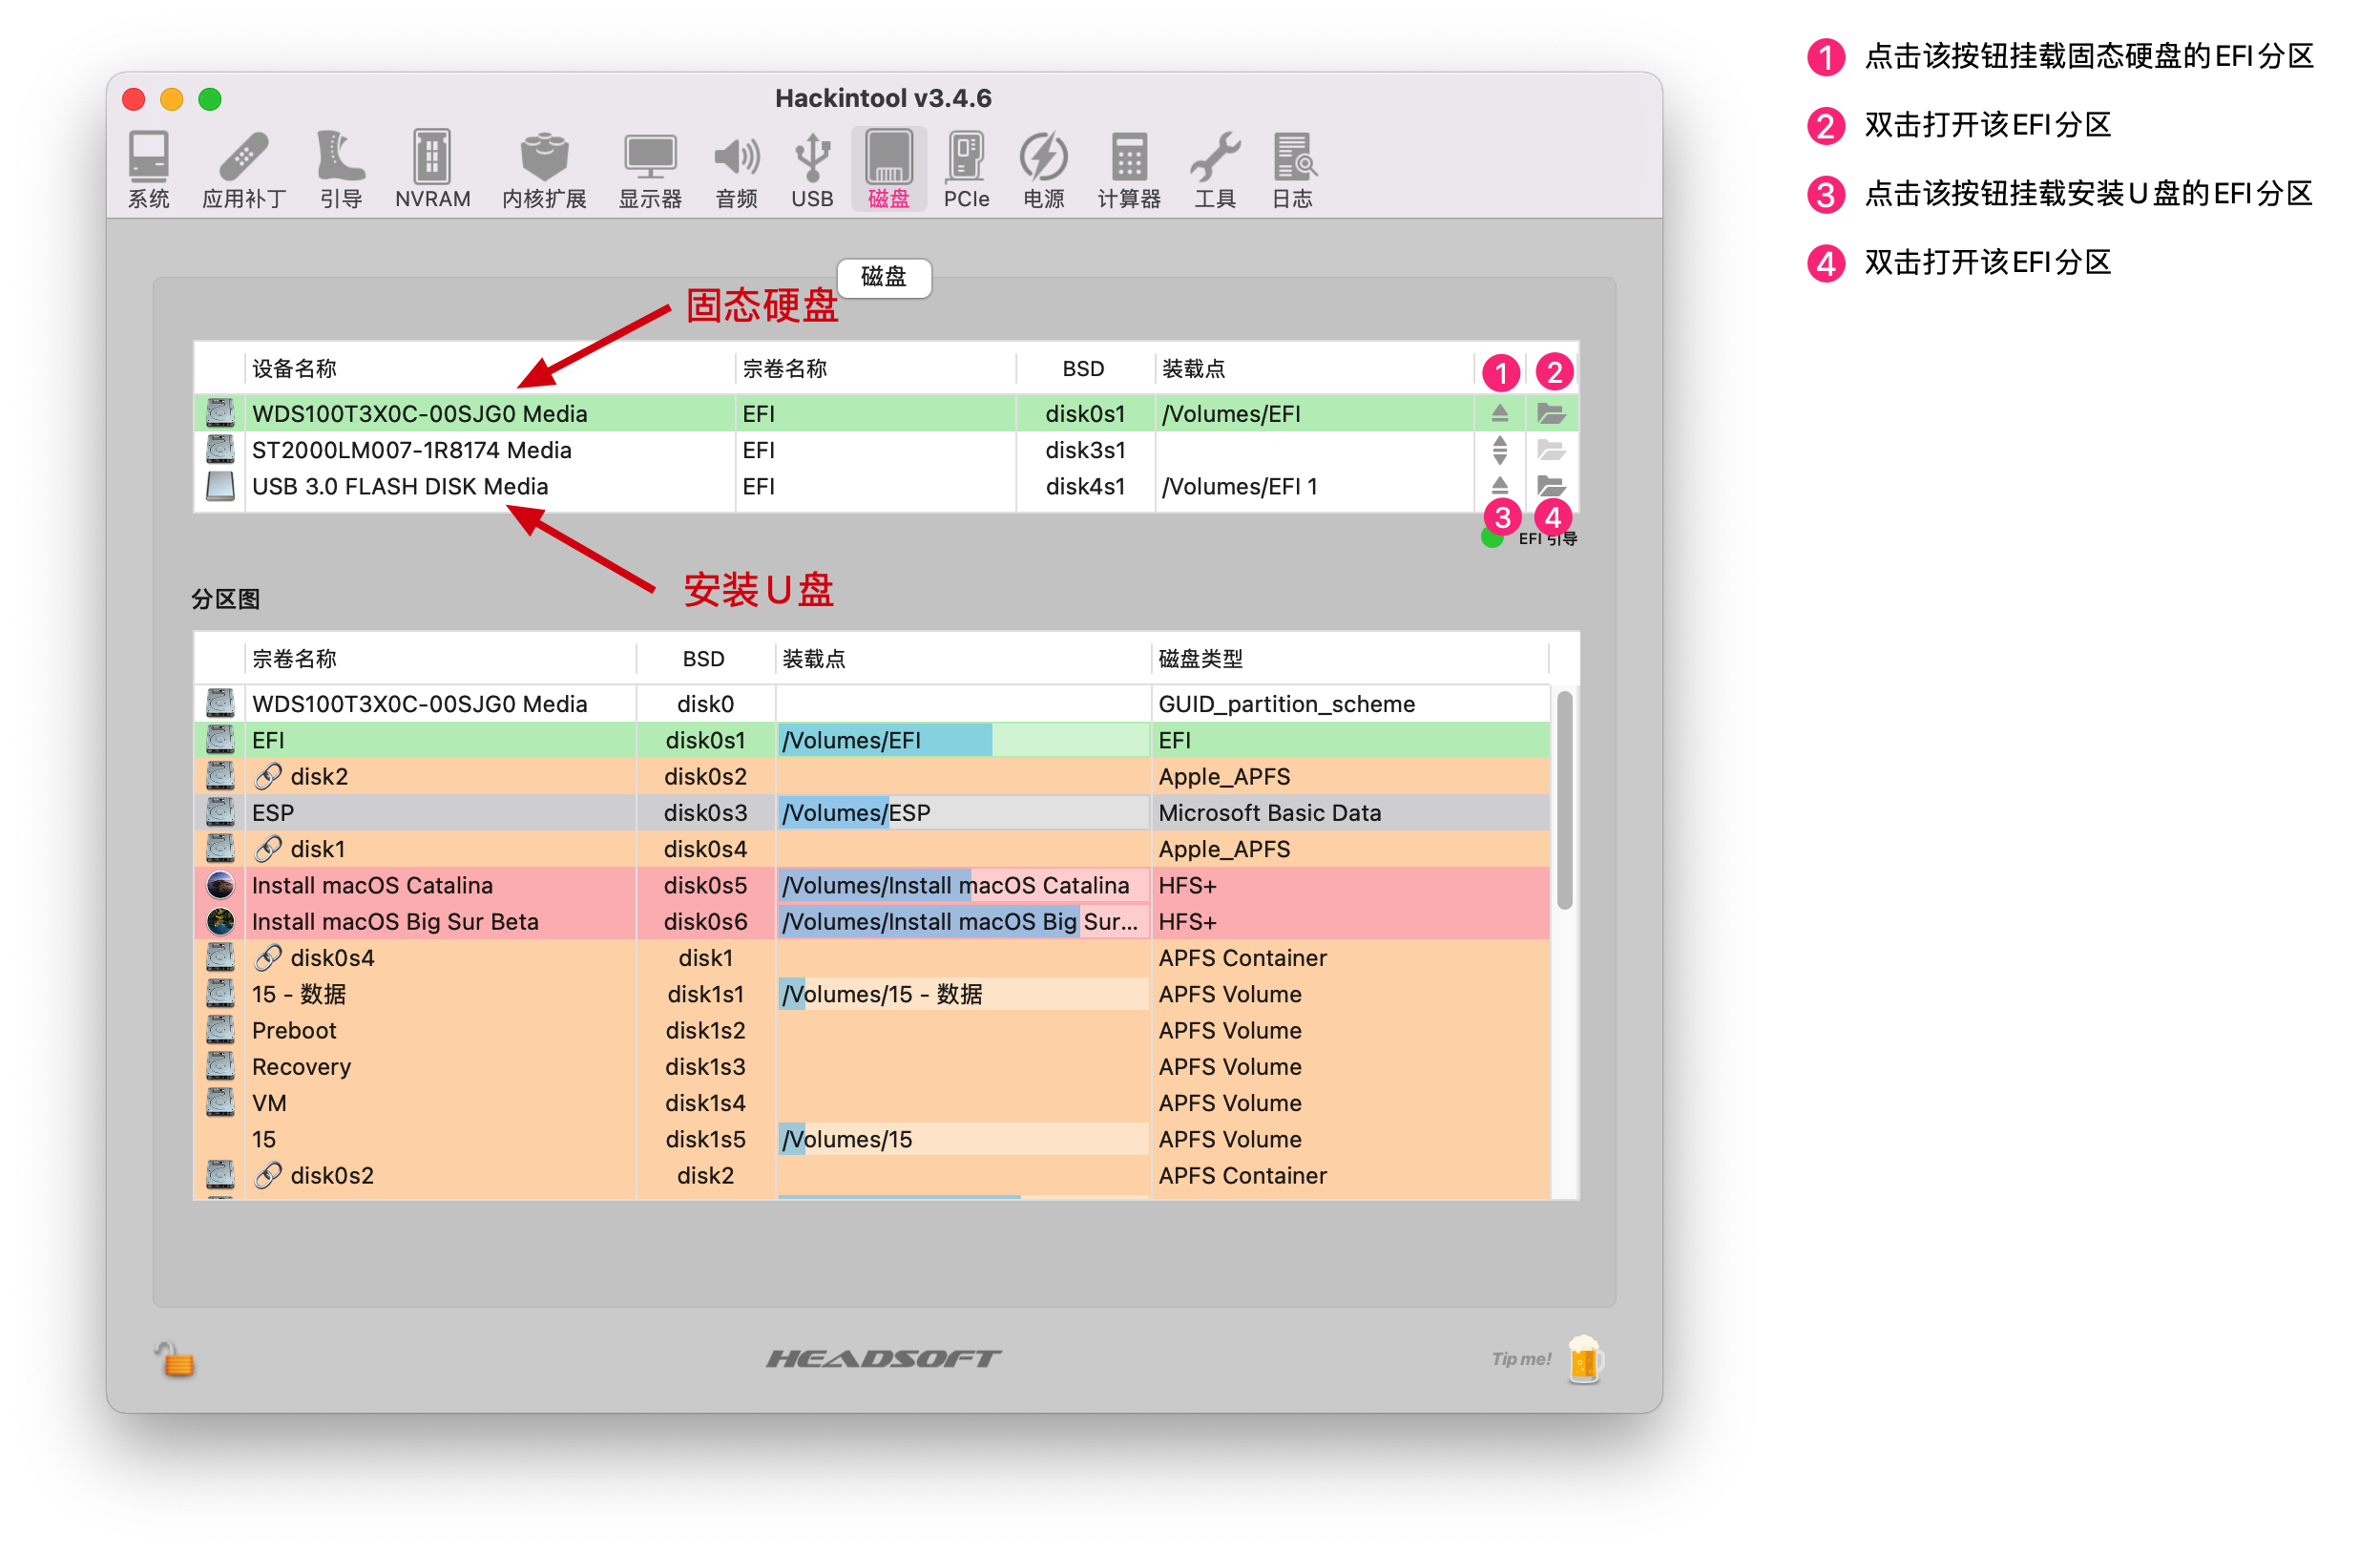 ① 点击该按钮挂载固态硬盘的EFI分区
② 双击打开该EFI分区
③ 点击该按钮挂载安装U盘的EFI分区
④ 双击打开该EFI分区
Hackintool v3.4.6
系统 应用补丁 引导 NVRAM 内核扩展 显示器 音频 USB 磁盘 PCIe 电源 计算器 工具 日志
磁盘
固态硬盘
设备名称 宗卷名称 BSD 装载点 1 2
WDS100T3X0C-00SJG0 Media EFI disk0s1 /Volumes/EFI
ST2000LM007-1R8174 Media EFI disk3s1
USB 3.0 FLASH DISK Media EFI disk4s1 /Volumes/EFI 1
3 4
EFI 引导
安装U盘
分区图
宗卷名称 BSD 装载点 磁盘类型
WDS100T3X0C-00SJG0 Media disk0 GUID_partition_scheme
EFI disk0s1 /Volumes/EFI EFI
disk2 disk0s2 Apple_APFS
ESP disk0s3 /Volumes/ESP Microsoft Basic Data
disk1 disk0s4 Apple_APFS
Install macOS Catalina disk0s5 /Volumes/Install macOS Catalina HFS+
Install macOS Big Sur Beta disk0s6 /Volumes/Install macOS Big Sur... HFS+
disk0s4 disk1 APFS Container
15 - 数据 disk1s1 /Volumes/15 - 数据 APFS Volume
Preboot disk1s2 APFS Volume
Recovery disk1s3 APFS Volume
VM disk1s4 APFS Volume
15 disk1s5 /Volumes/15 APFS Volume
disk0s2 disk2 APFS Container
HEADSOFT
Tip me!